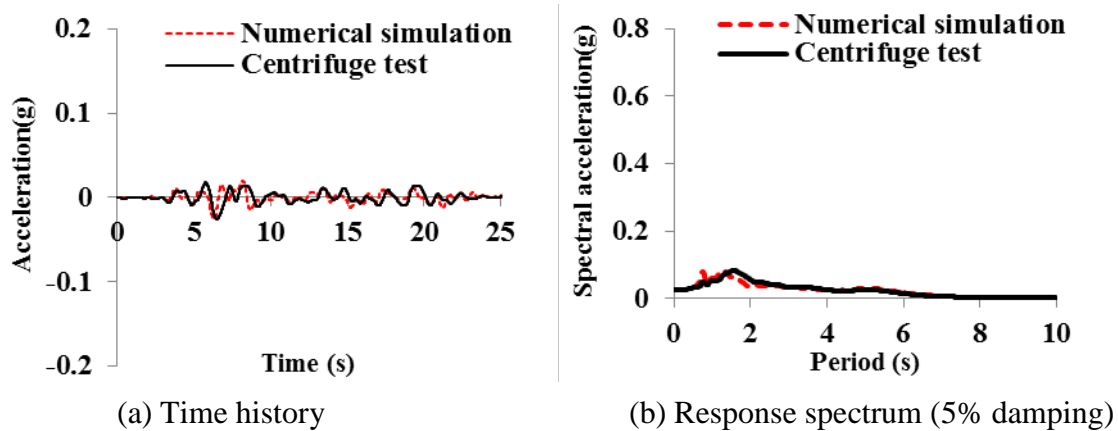 Acceleration(g)
0.2
0.1
0
-0.1
-0.2
Numerical simulation
Centrifuge test
0 5 10 15 20 25
Time (s)
(a) Time history
Spectral acceleration(g)
0.8
0.6
0.4
0.2
0
Numerical simulation
Centrifuge test
0 2 4 6 8 10
Period (s)
(b) Response spectrum (5% damping)